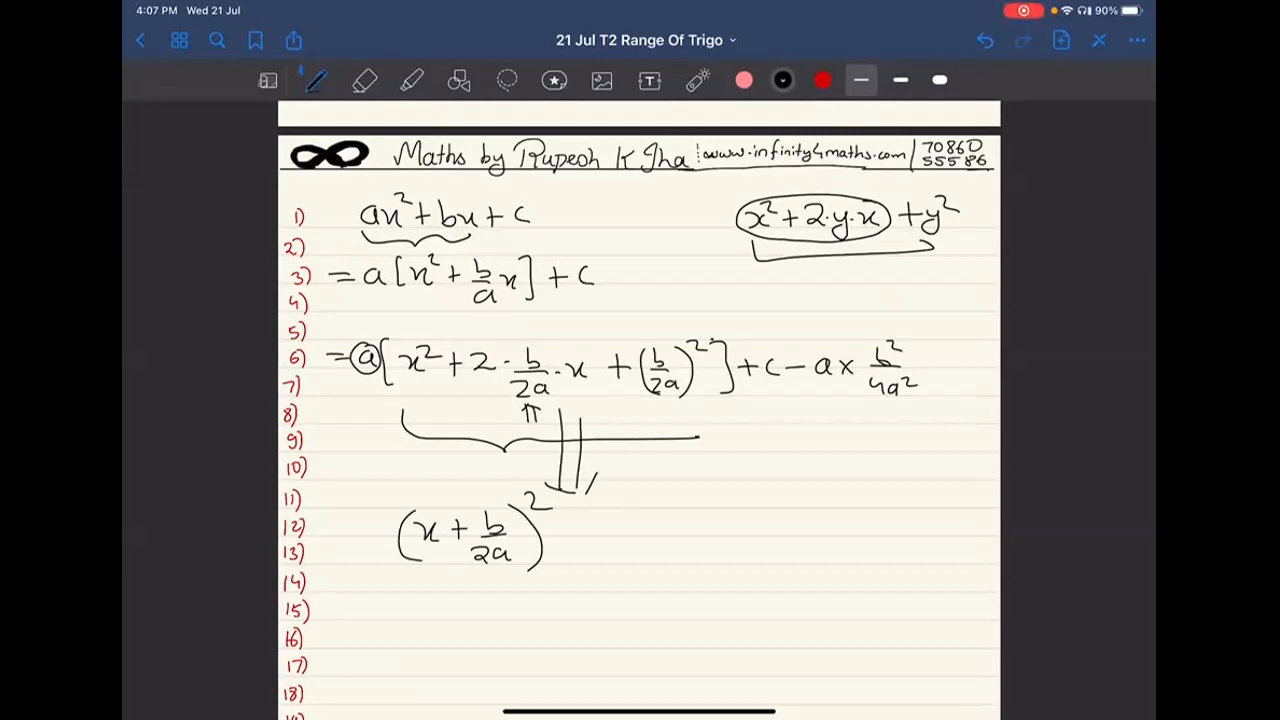 4:07 PM Wed 21 Jul 90%
21 Jul T2 Range Of Trigo
T
Maths by Rupesh K Jha www.infinity4maths.com / 70860 55586
1) ax² + bx + c x² + 2·y·x + y²
2)
3) = a[x² + b/a x] + c
4)
5)
6) = a[x² + 2 · b/2a · x + (b/2a)²] + c - a × b²/4a²
7)
8)
9)
10)
11)
12) (x + b/2a)²
13)
14)
15)
16)
17)
18)